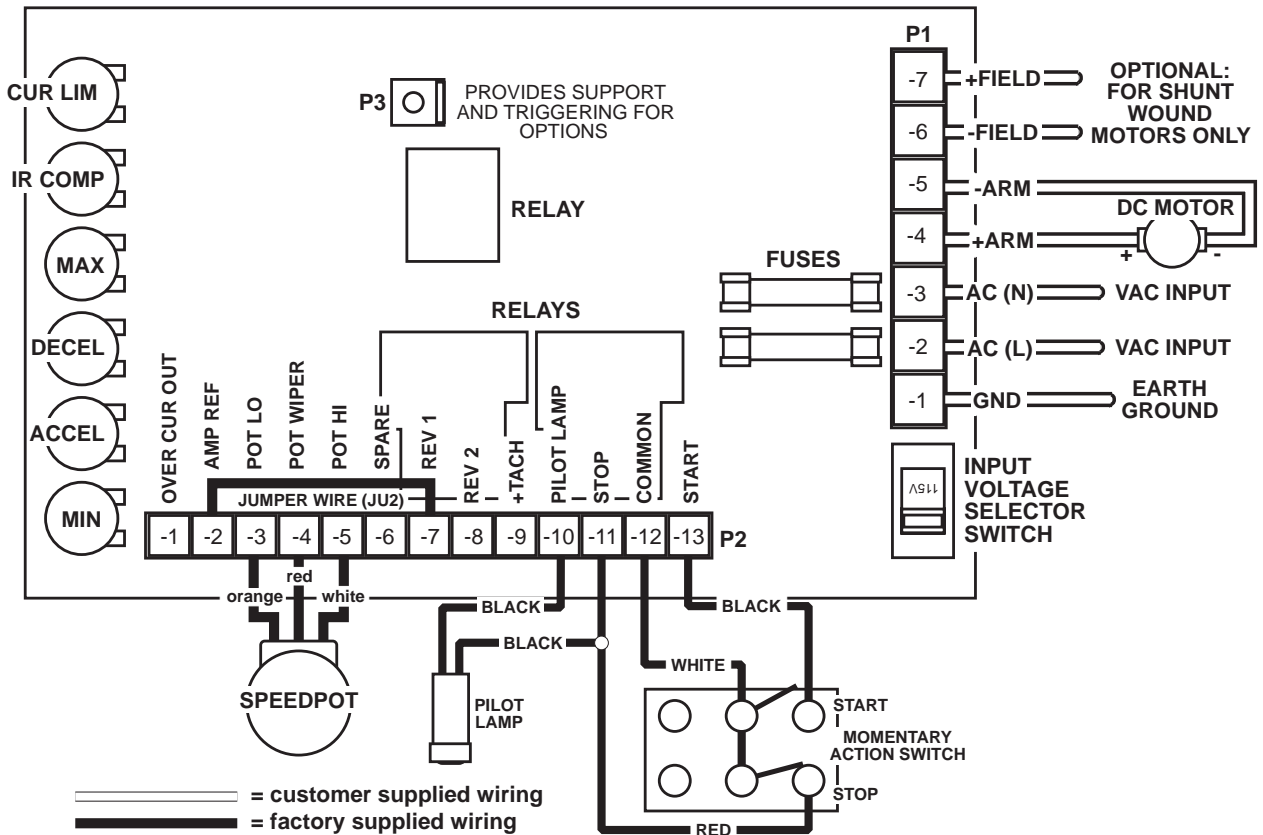 P1
CUR LIM
IR COMP
MAX
DECEL
ACCEL
MIN
P3
PROVIDES SUPPORT
AND TRIGGERING FOR
OPTIONS
RELAY
FUSES
RELAYS
-7 +FIELD
-6 -FIELD
OPTIONAL:
FOR SHUNT
WOUND
MOTORS ONLY
-5 -ARM
DC MOTOR
-4 +ARM
+ -
-3 AC (N) VAC INPUT
-2 AC (L) VAC INPUT
-1 GND
EARTH
GROUND
115V
INPUT
VOLTAGE
SELECTOR
SWITCH
OVER CUR OUT
AMP REF
POT LO
POT WIPER
POT HI
SPARE
REV 1
REV 2
+TACH
PILOT LAMP
STOP
COMMON
START
JUMPER WIRE (JU2)
-1 -2 -3 -4 -5 -6 -7 -8 -9 -10 -11 -12 -13 P2
red
orange white
SPEEDPOT
BLACK
BLACK
BLACK
WHITE
PILOT
LAMP
START
MOMENTARY
ACTION SWITCH
STOP
RED
= customer supplied wiring
= factory supplied wiring